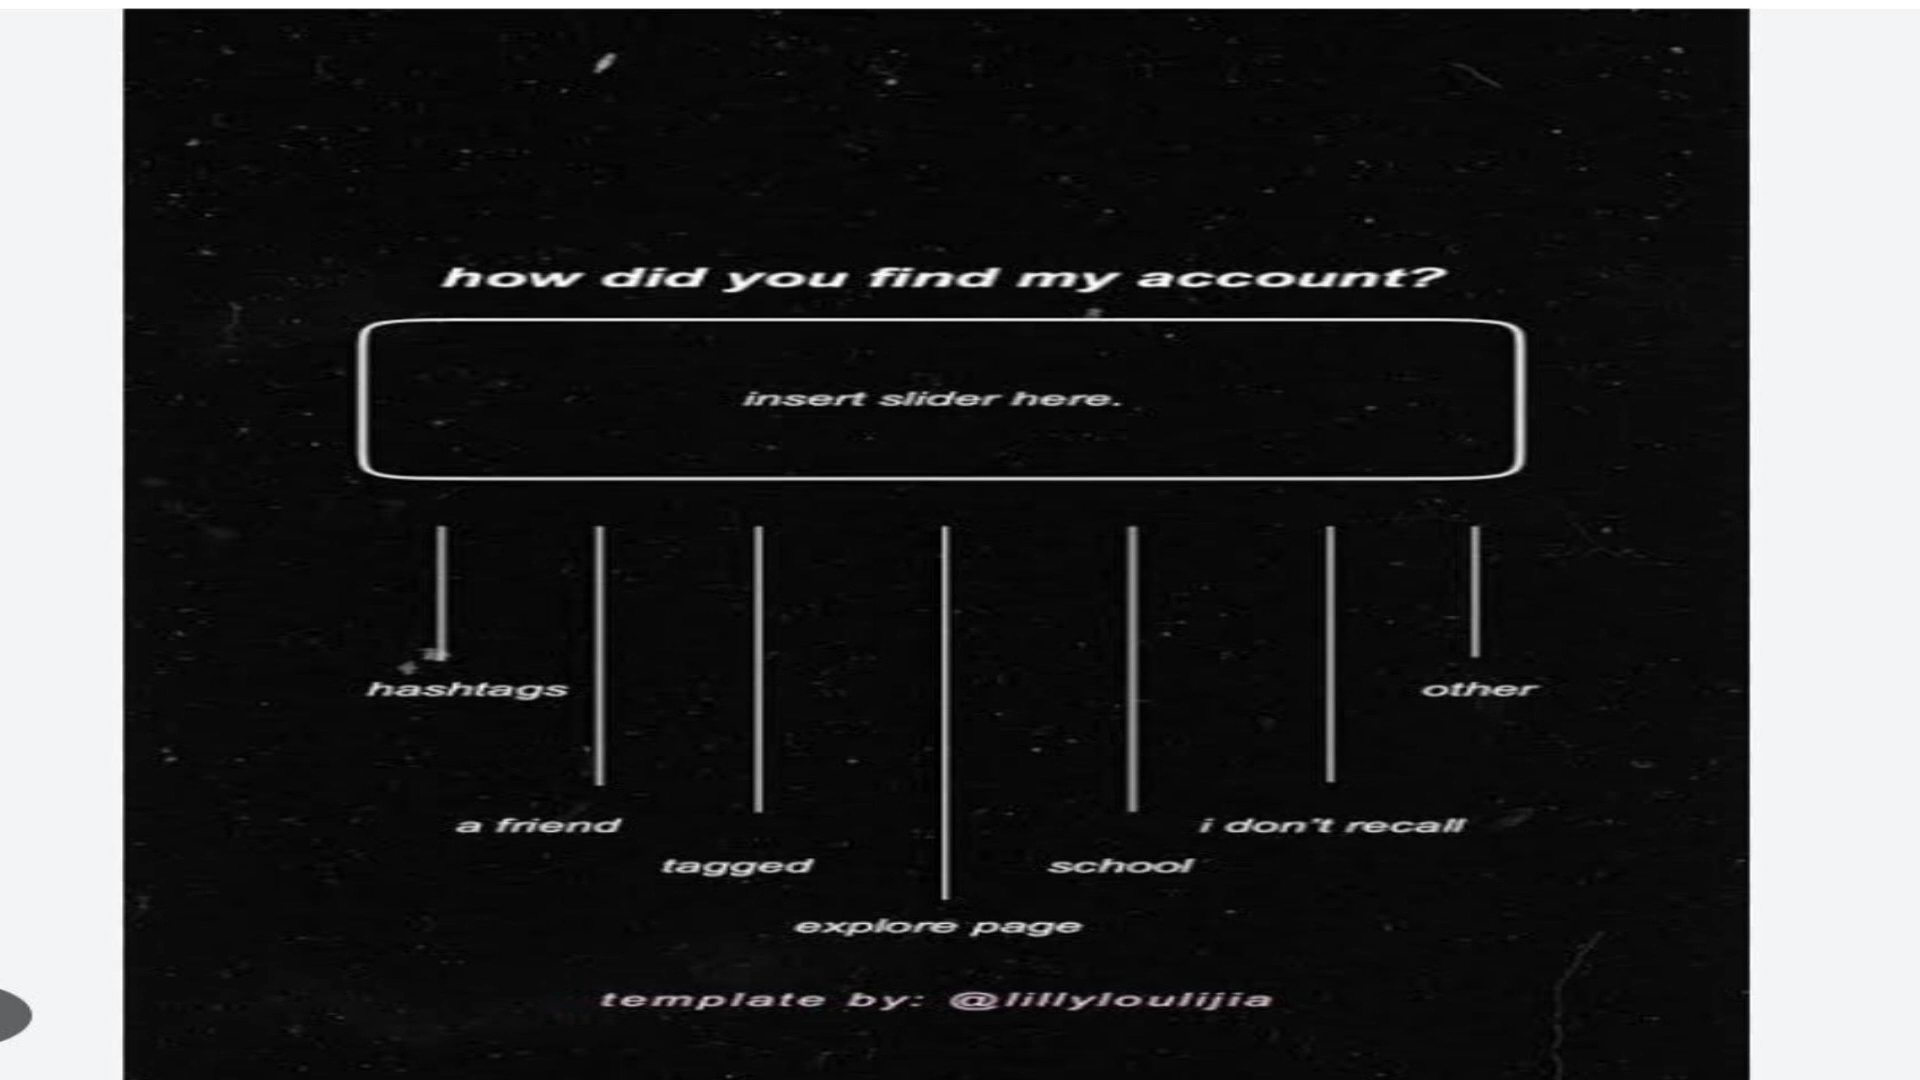 how did you find my account?
insert slider here.
hashtags
other
a friend
i don't recall
tagged
school
explore page
template by: @lillyloulijia